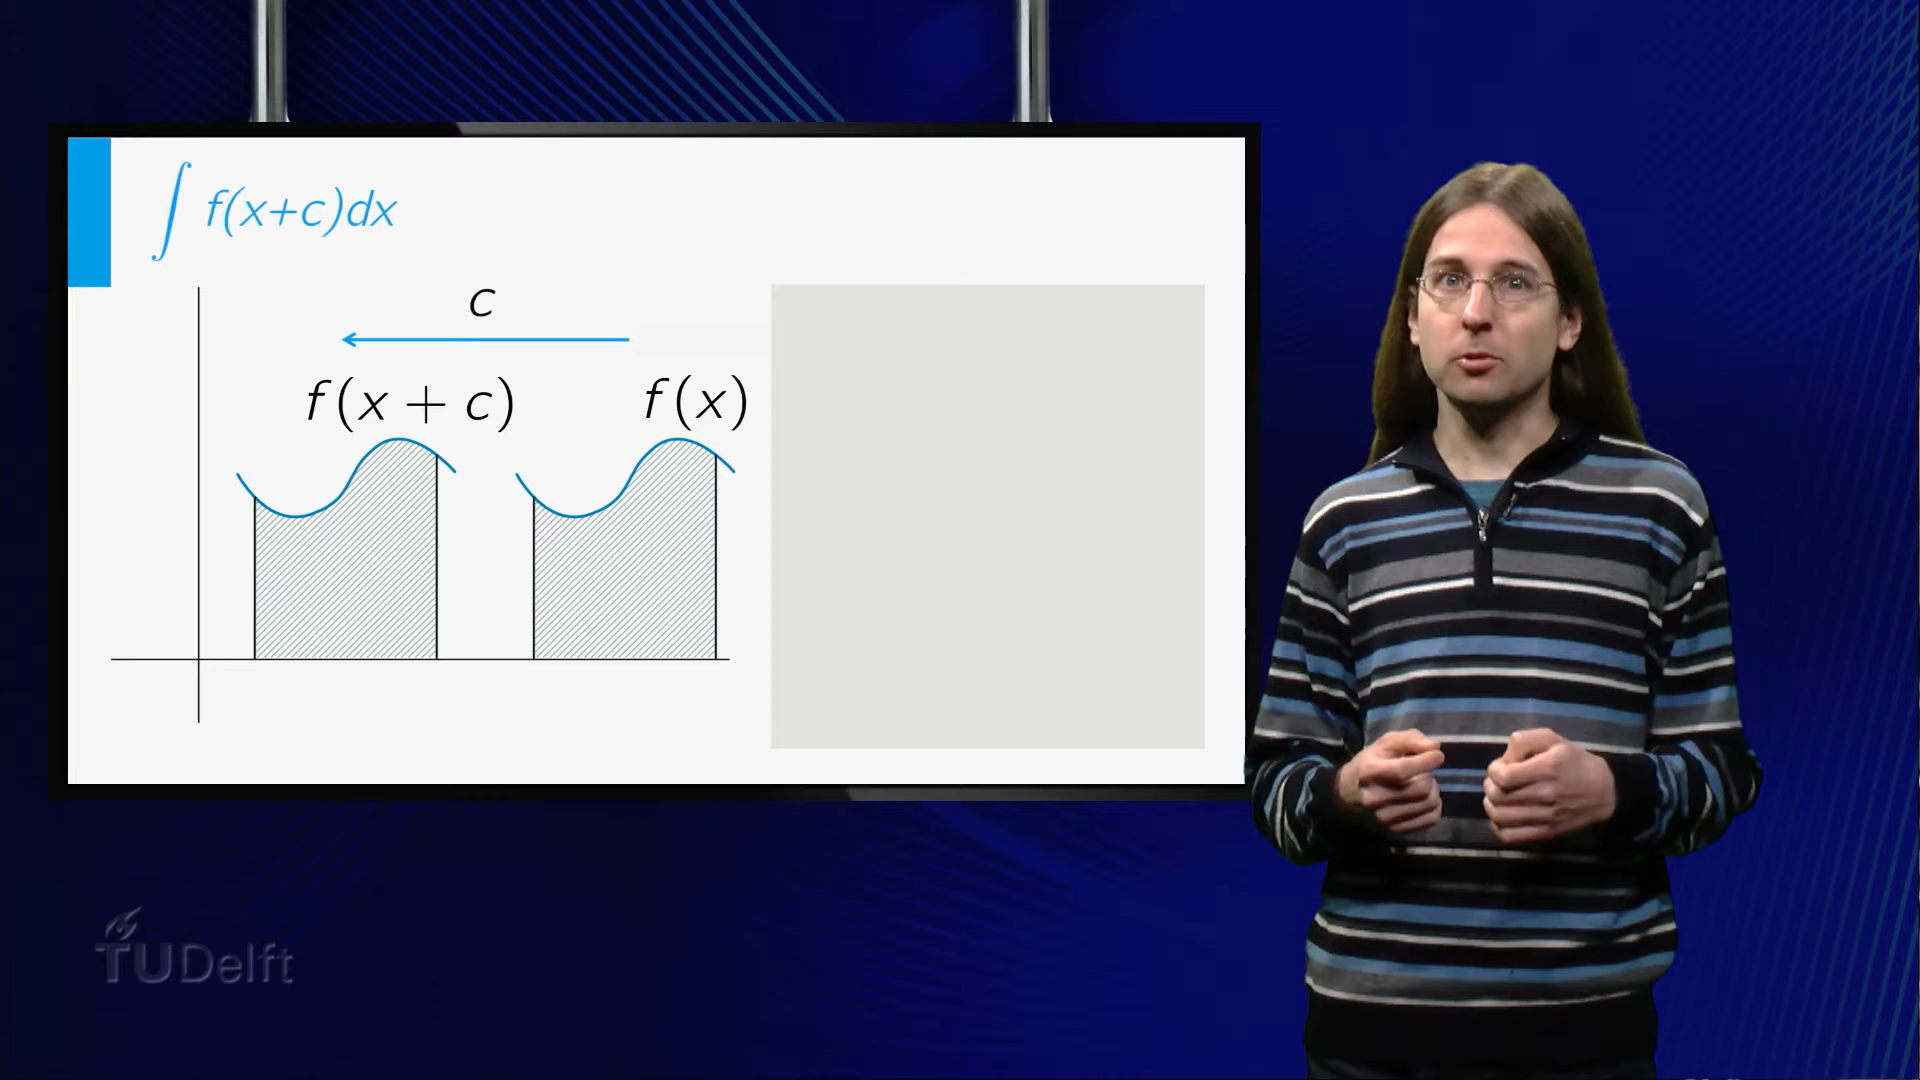 ∫ f(x+c)dx
c
f(x + c)
f(x)
TUDelft